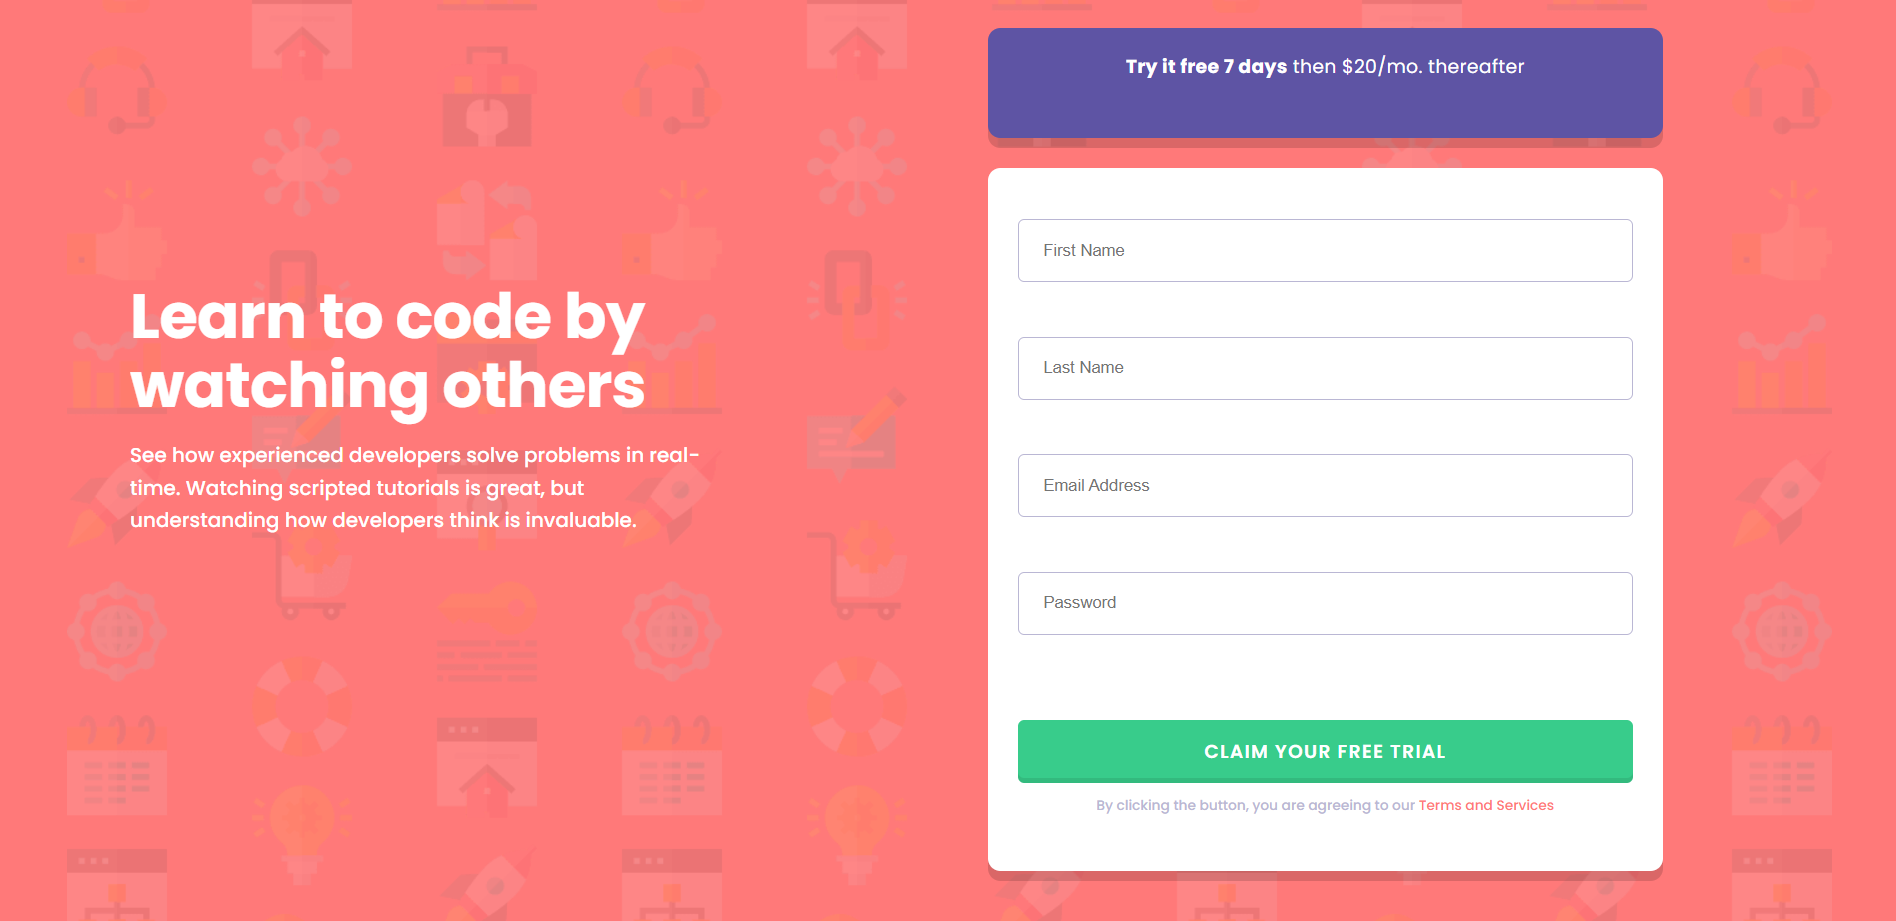 Learn to code by
watching others
See how experienced developers solve problems in real-
time. Watching scripted tutorials is great, but
understanding how developers think is invaluable.
Try it free 7 days then $20/mo. thereafter
First Name
Last Name
Email Address
Password
CLAIM YOUR FREE TRIAL
By clicking the button, you are agreeing to our Terms and Services